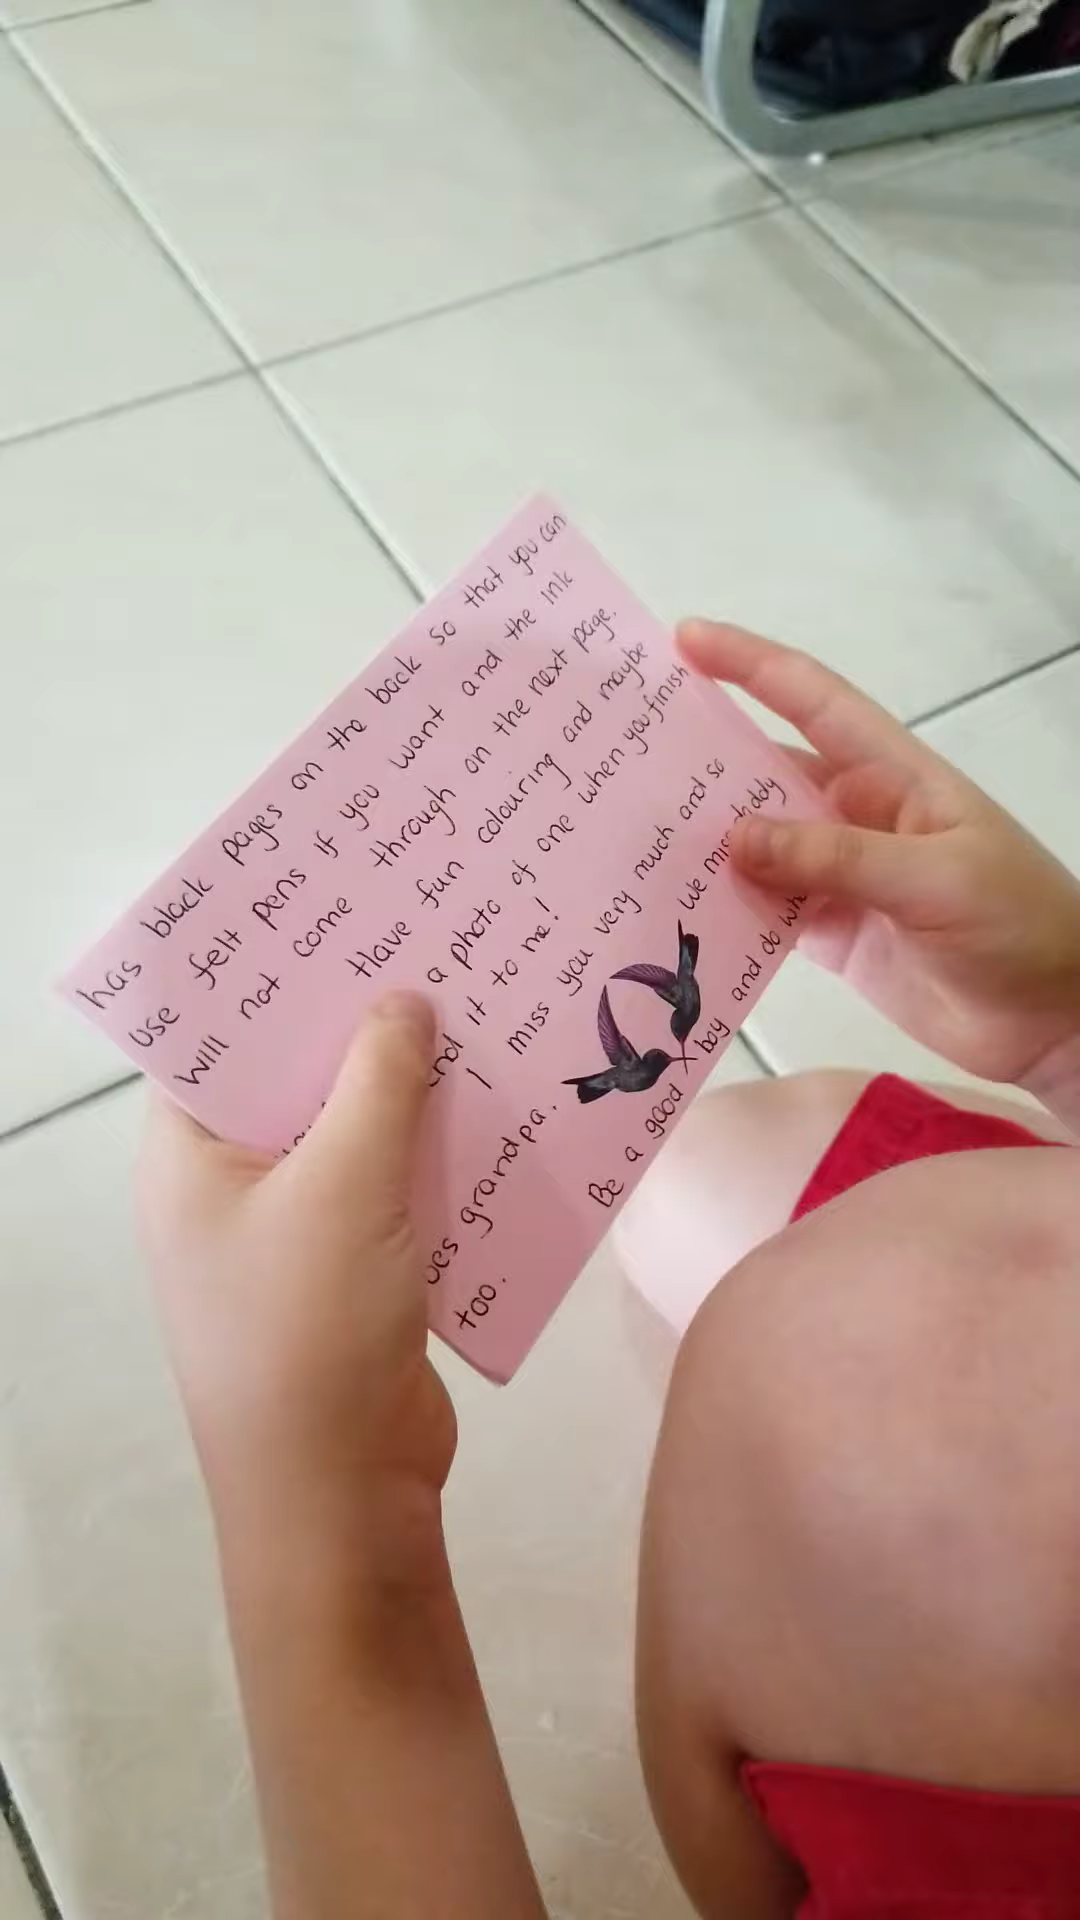 has black pages on the back so that you can
use felt pens if you want and the ink
will not come through on the next page.
Have fun colouring and maybe
a photo of one when you finish
it to me!
I miss you very much and so
grandpa. We miss
too.
Be a good boy and do